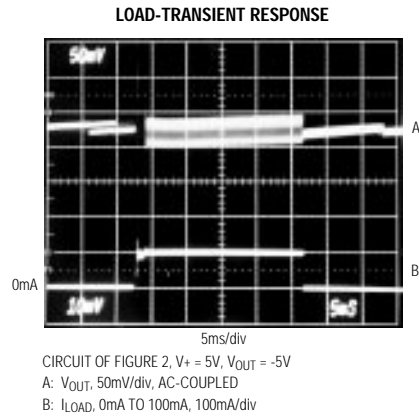 LOAD-TRANSIENT RESPONSE
50mV
A
B
0mA
10mV
5mS
5ms/div
CIRCUIT OF FIGURE 2, V+ = 5V, VOUT = -5V
A: VOUT, 50mV/div, AC-COUPLED
B: ILOAD, 0mA TO 100mA, 100mA/div